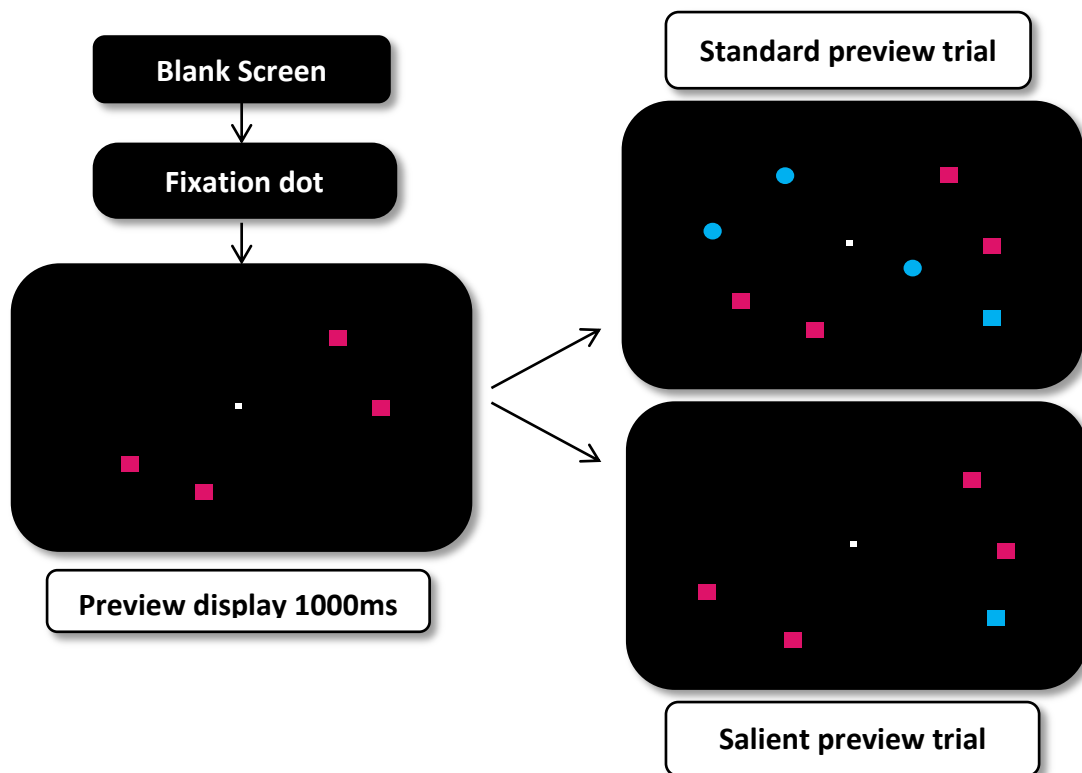 Blank Screen
Fixation dot
Preview display 1000ms
Standard preview trial
Salient preview trial